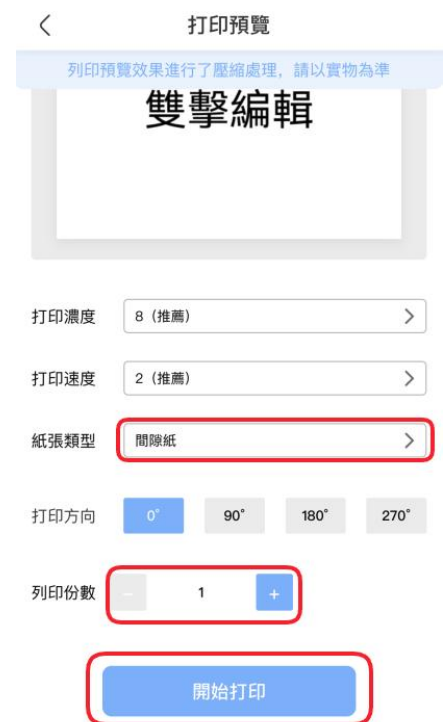 打印預覽
列印預覽效果進行了壓縮處理, 請以實物為準
雙擊編輯
打印濃度 8（推薦）
打印速度 2（推薦）
紙張類型 間隙紙
打印方向 0° 90° 180° 270°
列印份數 - 1 +
開始打印